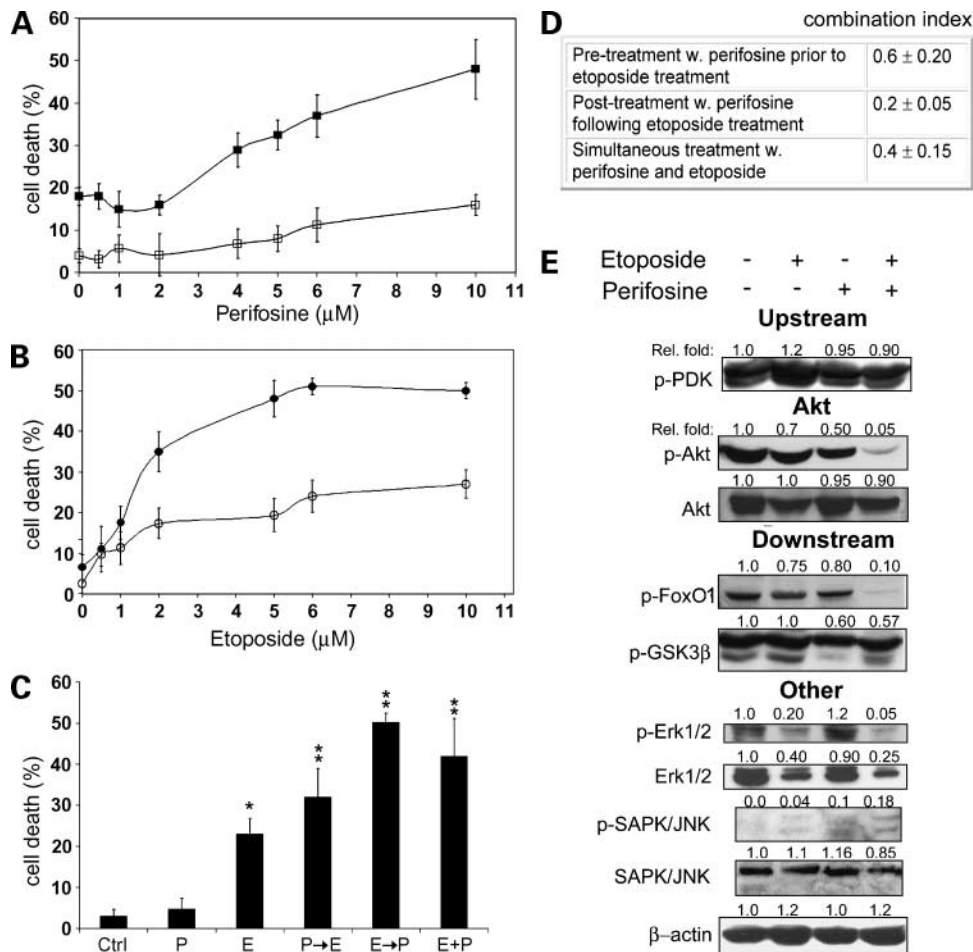 A
60
50
40
30
20
10
0
cell death (%)
0 1 2 3 4 5 6 7 8 9 10 11
Perifosine (μM)
B
60
50
40
30
20
10
0
cell death (%)
0 1 2 3 4 5 6 7 8 9 10 11
Etoposide (μM)
C
60
50
40
30
20
10
0
cell death (%)
* ** ** **
Ctrl P E P→E E→P E+P
D
combination index
Pre-treatment w. perifosine prior to
etoposide treatment
0.6 ± 0.20
Post-treatment w. perifosine
following etoposide treatment
0.2 ± 0.05
Simultaneous treatment w.
perifosine and etoposide
0.4 ± 0.15
E
Etoposide - + - +
Perifosine - - + +
Upstream
Rel. fold: 1.0 1.2 0.95 0.90
p-PDK
Akt
Rel. fold: 1.0 0.7 0.50 0.05
p-Akt
1.0 1.0 0.95 0.90
Akt
Downstream
1.0 0.75 0.80 0.10
p-FoxO1
1.0 1.0 0.60 0.57
p-GSK3β
Other
1.0 0.20 1.2 0.05
p-Erk1/2
1.0 0.40 0.90 0.25
Erk1/2
0.0 0.04 0.1 0.18
p-SAPK/JNK
1.0 1.1 1.16 0.85
SAPK/JNK
1.0 1.2 1.0 1.2
β-actin